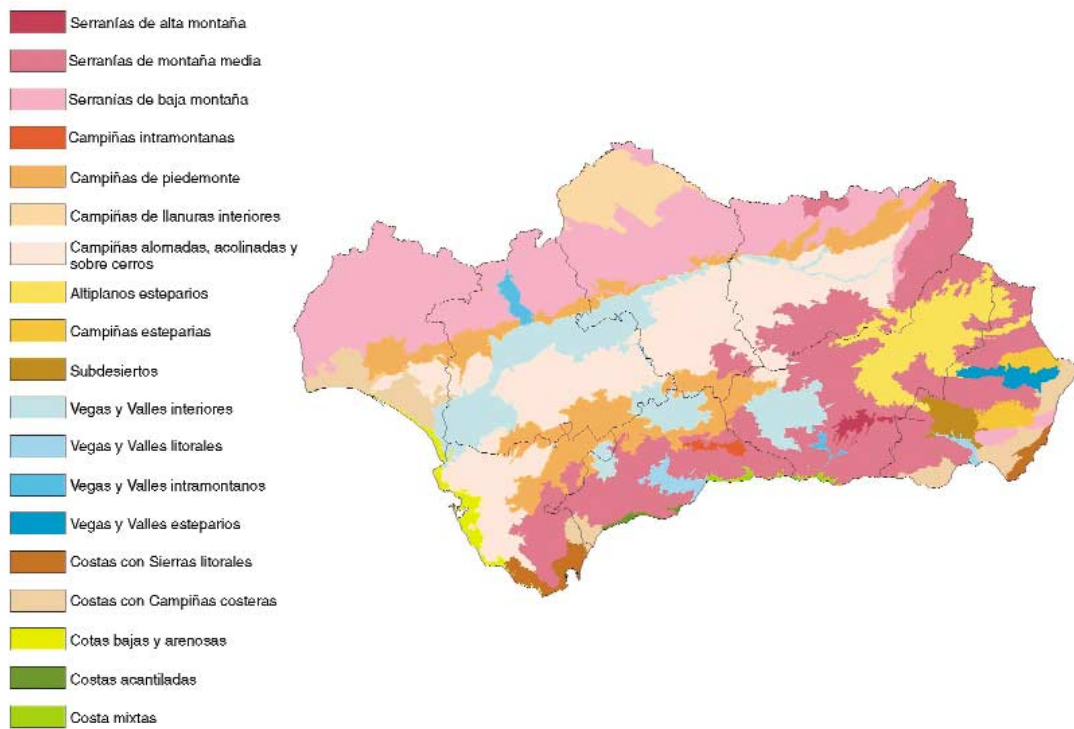 Serranías de alta montaña
Serranías de montaña media
Serranías de baja montaña
Campiñas intramontanas
Campiñas de piedemonte
Campiñas de llanuras interiores
Campiñas alomadas, acolinadas y
sobre cerros
Altiplanos esteparios
Campiñas esteparias
Subdesiertos
Vegas y Valles interiores
Vegas y Valles litorales
Vegas y Valles intramontanos
Vegas y Valles esteparios
Costas con Sierras litorales
Costas con Campiñas costeras
Cotas bajas y arenosas
Costas acantiladas
Costa mixtas